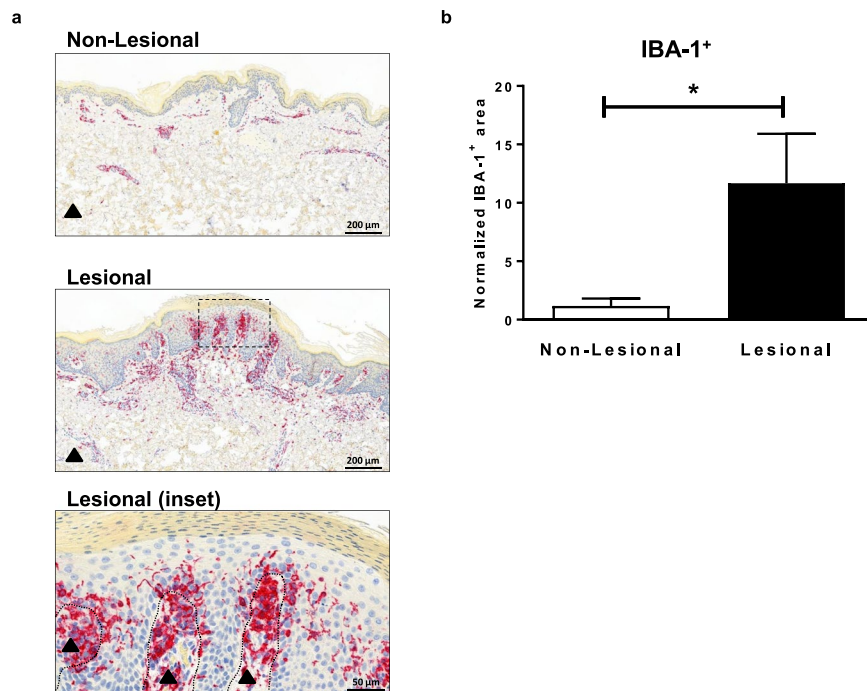 a
Non-Lesional
200 µm
Lesional
200 µm
Lesional (inset)
50 µm
b
IBA-1⁺
*
Normalized IBA-1⁺ area
20
15
10
5
0
Non-Lesional
Lesional